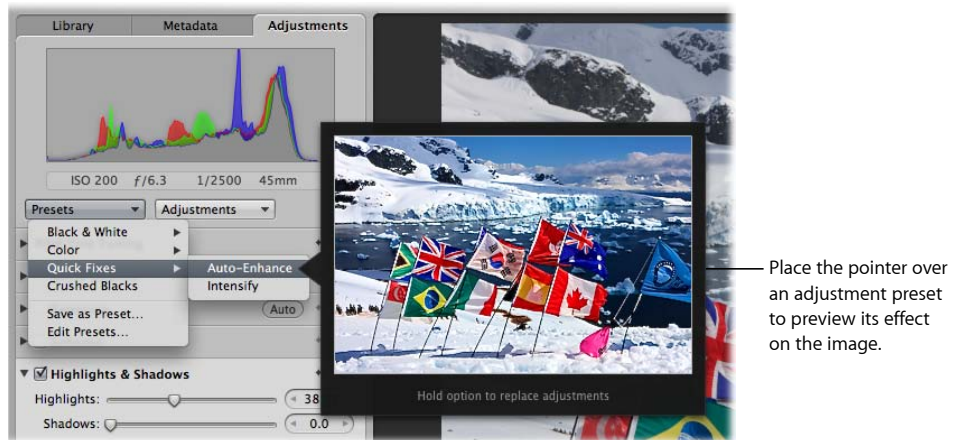 Library Metadata Adjustments
ISO 200 ƒ/6.3 1/2500 45mm
Presets Adjustments
Black & White
Color
Quick Fixes
Crushed Blacks
Save as Preset...
Edit Presets...
Auto-Enhance
Intensify
Auto
Highlights & Shadows
Highlights: 38
Shadows: 0.0
Hold option to replace adjustments
Place the pointer over
an adjustment preset
to preview its effect
on the image.